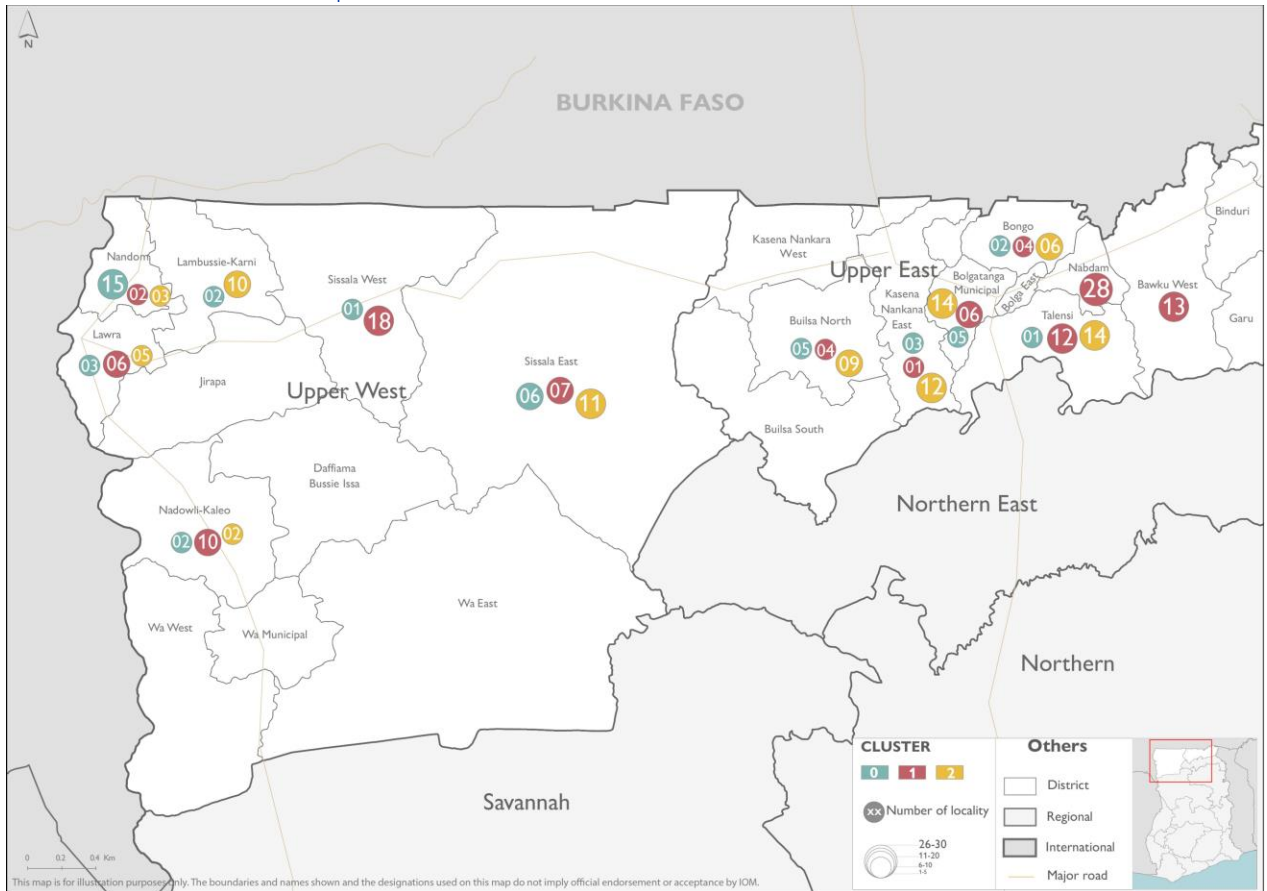 N
BURKINA FASO
Nandom
15
02
03
Lambussie-Karni
02
10
Lawra
03
06
05
Jirapa
Upper West
Sissala West
01
18
Sissala East
06
07
11
Daffiama
Bussie Issa
Nadowli-Kaleo
02
10
02
Wa West
Wa Municipal
Wa East
Kasena Nankara
West
Upper East
Builsa North
05
04
09
Builsa South
Kasena
Nankana
East
03
01
12
Bolgatanga
Municipal
14
06
05
Bolga East
Bongo
02
04
06
Nabdam
28
Talensi
01
12
14
Bawku West
13
Binduri
Garu
Northern East
Northern
Savannah
CLUSTER
0 1 2
xx Number of locality
26-30
11-20
6-10
1-5
Others
District
Regional
International
Major road
0 0.2 0.4 Km
This map is for illustration purposes only. The boundaries and names shown and the designations used on this map do not imply official endorsement or acceptance by IOM.